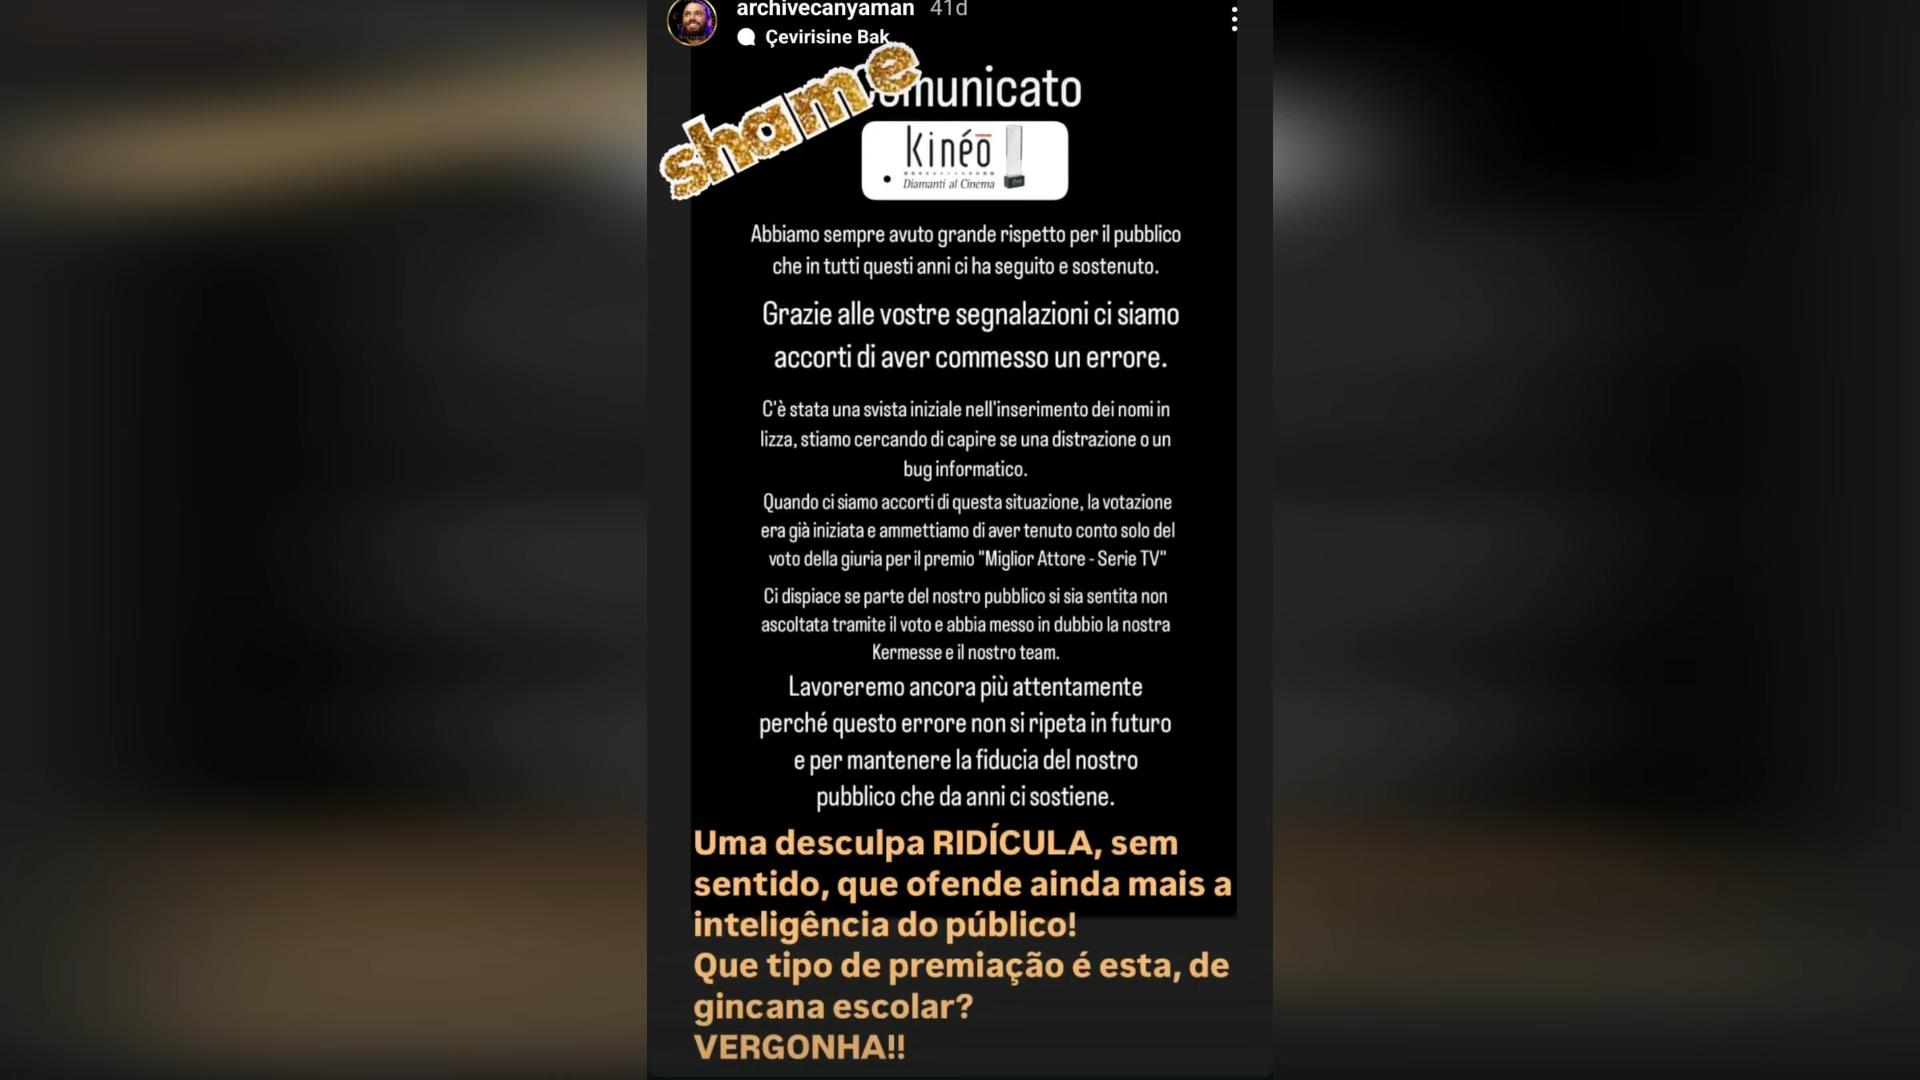 archivecanyaman 41d
Çevirisine Bak
shame
omunicato
Kinéo
Diamanti al Cinema
Abbiamo sempre avuto grande rispetto per il pubblico
che in tutti questi anni ci ha seguito e sostenuto.
Grazie alle vostre segnalazioni ci siamo
accorti di aver commesso un errore.
C'è stata una svista iniziale nell'inserimento dei nomi in
lizza, stiamo cercando di capire se una distrazione o un
bug informatico.
Quando ci siamo accorti di questa situazione, la votazione
era già iniziata e ammettiamo di aver tenuto conto solo del
voto della giuria per il premio "Miglior Attore - Serie TV"
Ci dispiace se parte del nostro pubblico si sia sentita non
ascoltata tramite il voto e abbia messo in dubbio la nostra
Kermesse e il nostro team.
Lavoreremo ancora più attentamente
perché questo errore non si ripeta in futuro
e per mantenere la fiducia del nostro
pubblico che da anni ci sostiene.
Uma desculpa RIDÍCULA, sem
sentido, que ofende ainda mais a
inteligência do público!
Que tipo de premiação é esta, de
gincana escolar?
VERGONHA!!